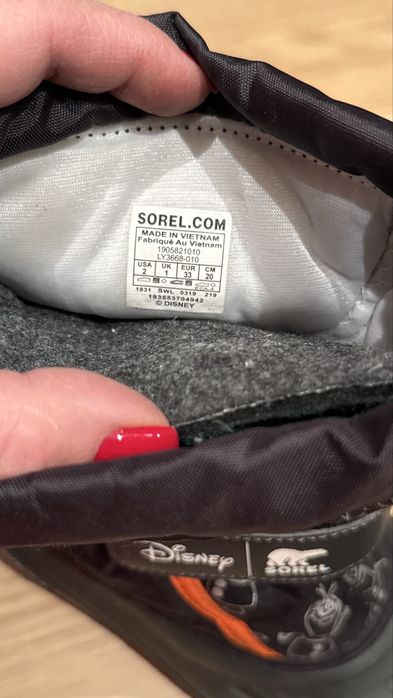 SOREL.COM
MADE IN VIETNAM
Fabriqué Au Vietnam
1905821010
LY3668-010
USA UK EUR CM
2 1 33 20
1831 SWL 0319 219
193553704942
© DISNEY
Disney SOREL